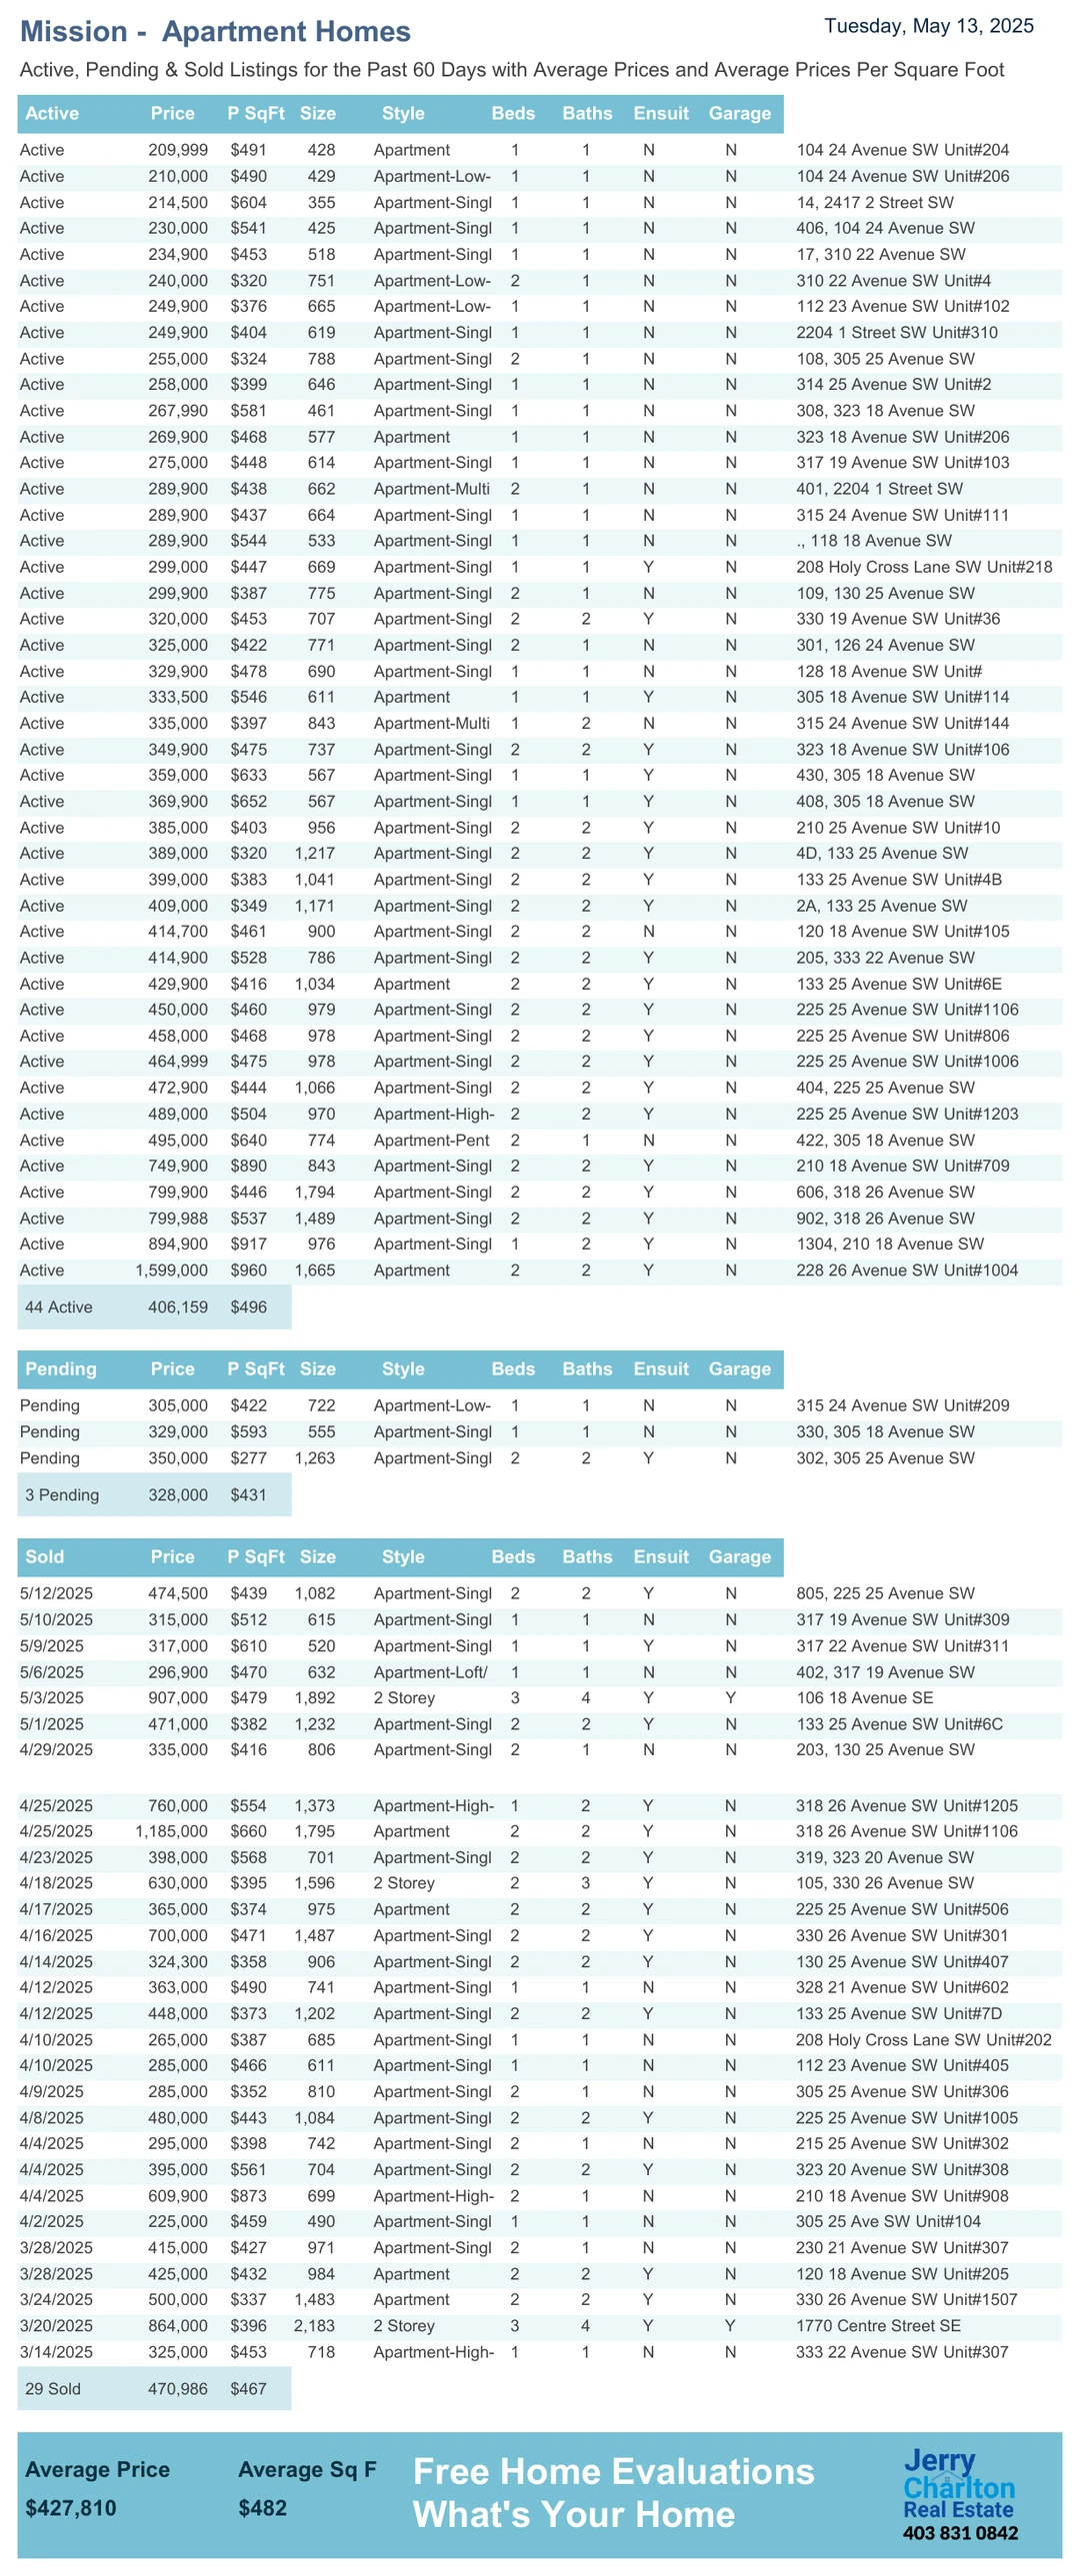 Mission -  Apartment Homes
Tuesday, May 13, 2025
Active, Pending & Sold Listings for the Past 60 Days with Average Prices and Average Prices Per Square Foot
Active Price P SqFt Size Style Beds Baths Ensuit Garage
Active 209,999 $491 428 Apartment 1 1 N N 104 24 Avenue SW Unit#204
Active 210,000 $490 429 Apartment-Low- 1 1 N N 104 24 Avenue SW Unit#206
Active 214,500 $604 355 Apartment-Singl 1 1 N N 14, 2417 2 Street SW
Active 230,000 $541 425 Apartment-Singl 1 1 N N 406, 104 24 Avenue SW
Active 234,900 $453 518 Apartment-Singl 1 1 N N 17, 310 22 Avenue SW
Active 240,000 $320 751 Apartment-Low- 2 1 N N 310 22 Avenue SW Unit#4
Active 249,900 $376 665 Apartment-Low- 1 1 N N 112 23 Avenue SW Unit#102
Active 249,900 $404 619 Apartment-Singl 1 1 N N 2204 1 Street SW Unit#310
Active 255,000 $324 788 Apartment-Singl 2 1 N N 108, 305 25 Avenue SW
Active 258,000 $399 646 Apartment-Singl 1 1 N N 314 25 Avenue SW Unit#2
Active 267,990 $581 461 Apartment-Singl 1 1 N N 308, 323 18 Avenue SW
Active 269,900 $468 577 Apartment 1 1 N N 323 18 Avenue SW Unit#206
Active 275,000 $448 614 Apartment-Singl 1 1 N N 317 19 Avenue SW Unit#103
Active 289,900 $438 662 Apartment-Multi 2 1 N N 401, 2204 1 Street SW
Active 289,900 $437 664 Apartment-Singl 1 1 N N 315 24 Avenue SW Unit#111
Active 289,900 $544 533 Apartment-Singl 1 1 N N ., 118 18 Avenue SW
Active 299,000 $447 669 Apartment-Singl 1 1 Y N 208 Holy Cross Lane SW Unit#218
Active 299,900 $387 775 Apartment-Singl 2 1 N N 109, 130 25 Avenue SW
Active 320,000 $453 707 Apartment-Singl 2 2 Y N 330 19 Avenue SW Unit#36
Active 325,000 $422 771 Apartment-Singl 2 1 N N 301, 126 24 Avenue SW
Active 329,900 $478 690 Apartment-Singl 1 1 N N 128 18 Avenue SW Unit#
Active 333,500 $546 611 Apartment 1 1 Y N 305 18 Avenue SW Unit#114
Active 335,000 $397 843 Apartment-Multi 1 2 N N 315 24 Avenue SW Unit#144
Active 349,900 $475 737 Apartment-Singl 2 2 Y N 323 18 Avenue SW Unit#106
Active 359,000 $633 567 Apartment-Singl 1 1 Y N 430, 305 18 Avenue SW
Active 369,900 $652 567 Apartment-Singl 1 1 Y N 408, 305 18 Avenue SW
Active 385,000 $403 956 Apartment-Singl 2 2 Y N 210 25 Avenue SW Unit#10
Active 389,000 $320 1,217 Apartment-Singl 2 2 Y N 4D, 133 25 Avenue SW
Active 399,000 $383 1,041 Apartment-Singl 2 2 Y N 133 25 Avenue SW Unit#4B
Active 409,000 $349 1,171 Apartment-Singl 2 2 Y N 2A, 133 25 Avenue SW
Active 414,700 $461 900 Apartment-Singl 2 2 N N 120 18 Avenue SW Unit#105
Active 414,900 $528 786 Apartment-Singl 2 2 Y N 205, 333 22 Avenue SW
Active 429,900 $416 1,034 Apartment 2 2 Y N 133 25 Avenue SW Unit#6E
Active 450,000 $460 979 Apartment-Singl 2 2 Y N 225 25 Avenue SW Unit#1106
Active 458,000 $468 978 Apartment-Singl 2 2 Y N 225 25 Avenue SW Unit#806
Active 464,999 $475 978 Apartment-Singl 2 2 Y N 225 25 Avenue SW Unit#1006
Active 472,900 $444 1,066 Apartment-Singl 2 2 Y N 404, 225 25 Avenue SW
Active 489,000 $504 970 Apartment-High- 2 2 Y N 225 25 Avenue SW Unit#1203
Active 495,000 $640 774 Apartment-Pent 2 1 N N 422, 305 18 Avenue SW
Active 749,900 $890 843 Apartment-Singl 2 2 Y N 210 18 Avenue SW Unit#709
Active 799,900 $446 1,794 Apartment-Singl 2 2 Y N 606, 318 26 Avenue SW
Active 799,988 $537 1,489 Apartment-Singl 2 2 Y N 902, 318 26 Avenue SW
Active 894,900 $917 976 Apartment-Singl 1 2 Y N 1304, 210 18 Avenue SW
Active 1,599,000 $960 1,665 Apartment 2 2 Y N 228 26 Avenue SW Unit#1004
44 Active 406,159 $496
Pending Price P SqFt Size Style Beds Baths Ensuit Garage
Pending 305,000 $422 722 Apartment-Low- 1 1 N N 315 24 Avenue SW Unit#209
Pending 329,000 $593 555 Apartment-Singl 1 1 N N 330, 305 18 Avenue SW
Pending 350,000 $277 1,263 Apartment-Singl 2 2 Y N 302, 305 25 Avenue SW
3 Pending 328,000 $431
Sold Price P SqFt Size Style Beds Baths Ensuit Garage
5/12/2025 474,500 $439 1,082 Apartment-Singl 2 2 Y N 805, 225 25 Avenue SW
5/10/2025 315,000 $512 615 Apartment-Singl 1 1 N N 317 19 Avenue SW Unit#309
5/9/2025 317,000 $610 520 Apartment-Singl 1 1 Y N 317 22 Avenue SW Unit#311
5/6/2025 296,900 $470 632 Apartment-Loft/ 1 1 N N 402, 317 19 Avenue SW
5/3/2025 907,000 $479 1,892 2 Storey 3 4 Y Y 106 18 Avenue SE
5/1/2025 471,000 $382 1,232 Apartment-Singl 2 2 Y N 133 25 Avenue SW Unit#6C
4/29/2025 335,000 $416 806 Apartment-Singl 2 1 N N 203, 130 25 Avenue SW
4/25/2025 760,000 $554 1,373 Apartment-High- 1 2 Y N 318 26 Avenue SW Unit#1205
4/25/2025 1,185,000 $660 1,795 Apartment 2 2 Y N 318 26 Avenue SW Unit#1106
4/23/2025 398,000 $568 701 Apartment-Singl 2 2 Y N 319, 323 20 Avenue SW
4/18/2025 630,000 $395 1,596 2 Storey 2 3 Y N 105, 330 26 Avenue SW
4/17/2025 365,000 $374 975 Apartment 2 2 Y N 225 25 Avenue SW Unit#506
4/16/2025 700,000 $471 1,487 Apartment-Singl 2 2 Y N 330 26 Avenue SW Unit#301
4/14/2025 324,300 $358 906 Apartment-Singl 2 2 Y N 130 25 Avenue SW Unit#407
4/12/2025 363,000 $490 741 Apartment-Singl 1 1 N N 328 21 Avenue SW Unit#602
4/12/2025 448,000 $373 1,202 Apartment-Singl 2 2 Y N 133 25 Avenue SW Unit#7D
4/10/2025 265,000 $387 685 Apartment-Singl 1 1 N N 208 Holy Cross Lane SW Unit#202
4/10/2025 285,000 $466 611 Apartment-Singl 1 1 N N 112 23 Avenue SW Unit#405
4/9/2025 285,000 $352 810 Apartment-Singl 2 1 N N 305 25 Avenue SW Unit#306
4/8/2025 480,000 $443 1,084 Apartment-Singl 2 2 Y N 225 25 Avenue SW Unit#1005
4/4/2025 295,000 $398 742 Apartment-Singl 2 1 N N 215 25 Avenue SW Unit#302
4/4/2025 395,000 $561 704 Apartment-Singl 2 2 Y N 323 20 Avenue SW Unit#308
4/4/2025 609,900 $873 699 Apartment-High- 2 1 N N 210 18 Avenue SW Unit#908
4/2/2025 225,000 $459 490 Apartment-Singl 1 1 N N 305 25 Ave SW Unit#104
3/28/2025 415,000 $427 971 Apartment-Singl 2 1 N N 230 21 Avenue SW Unit#307
3/28/2025 425,000 $432 984 Apartment 2 2 Y N 120 18 Avenue SW Unit#205
3/24/2025 500,000 $337 1,483 Apartment 2 2 Y N 330 26 Avenue SW Unit#1507
3/20/2025 864,000 $396 2,183 2 Storey 3 4 Y Y 1770 Centre Street SE
3/14/2025 325,000 $453 718 Apartment-High- 1 1 N N 333 22 Avenue SW Unit#307
29 Sold 470,986 $467
Average Price Average Sq F
$427,810 $482
Free Home Evaluations
What's Your Home
Jerry
Charlton
Real Estate
403 831 0842